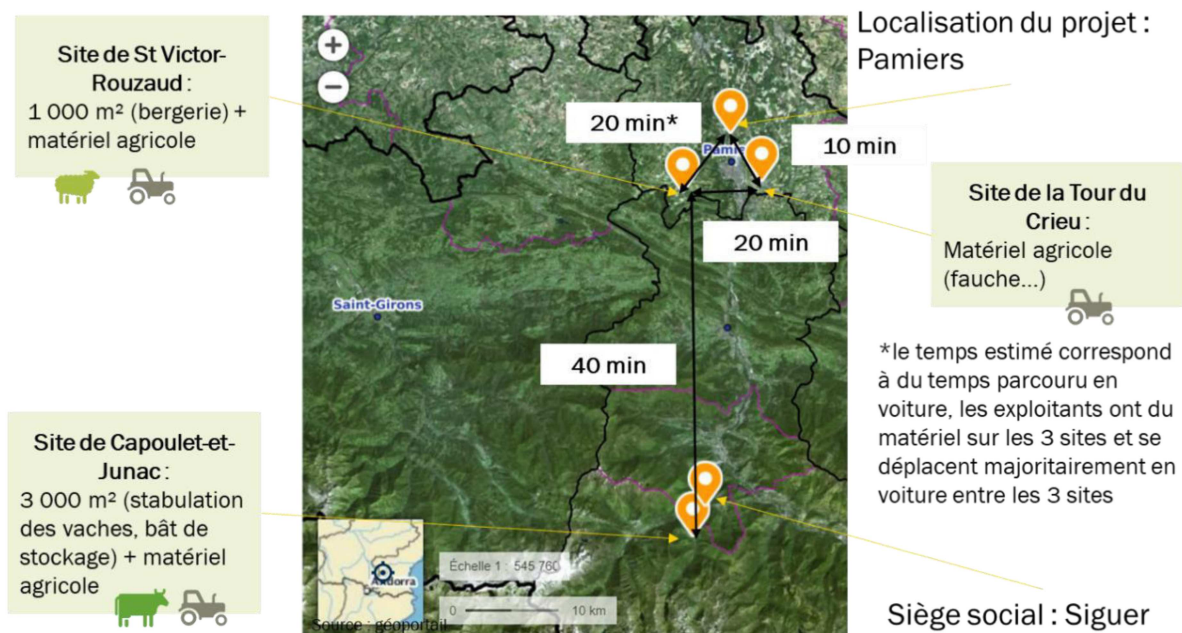 Localisation du projet :
Pamiers
Site de St Victor-
Rouzaud :
1 000 m² (bergerie) +
matériel agricole
+
−
20 min*
10 min
Pamie
20 min
Site de la Tour du
Crieu :
Matériel agricole
(fauche...)
Saint-Girons
40 min
*le temps estimé correspond
à du temps parcouru en
voiture, les exploitants ont du
matériel sur les 3 sites et se
déplacent majoritairement en
voiture entre les 3 sites
Site de Capoulet-et-
Junac :
3 000 m² (stabulation
des vaches, bât de
stockage) + matériel
agricole
Andorra
Échelle 1 : 545 760
0 10 km
Source : géoportail
Siège social : Siguer